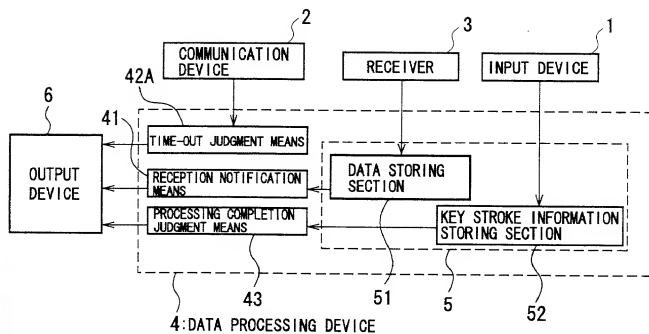 2
3
1
COMMUNICATION
DEVICE
RECEIVER
INPUT DEVICE
42A
6
41
TIME-OUT JUDGMENT MEANS
OUTPUT
DEVICE
RECEPTION NOTIFICATION
MEANS
DATA STORING
SECTION
PROCESSING COMPLETION
JUDGMENT MEANS
KEY STROKE INFORMATION
STORING SECTION
43
51
5
52
4:DATA PROCESSING DEVICE